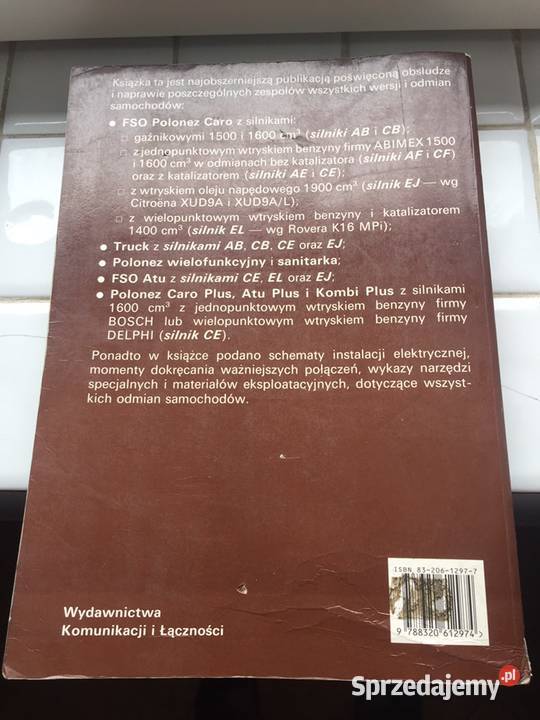 Książka ta jest najobszerniejszą publikacją poświęconą obsłudze
i naprawie poszczególnych zespołów wszystkich wersji i odmian
samochodów:
● FSO Polonez Caro z silnikami:
□ gaźnikowymi 1500 i 1600 cm³ (silniki AB i CB);
□ z jednopunktowym wtryskiem benzyny firmy ABIMEX 1500
i 1600 cm³ w odmianach bez katalizatora (silniki AF i CF)
oraz z katalizatorem (silniki AE i CE);
□ z wtryskiem oleju napędowego 1900 cm³ (silnik EJ — wg
Citroëna XUD9A i XUD9A/L);
□ z wielopunktowym wtryskiem benzyny i katalizatorem
1400 cm³ (silnik EL — wg Rovera K16 MPi);
● Truck z silnikami AB, CB, CE oraz EJ;
● Polonez wielofunkcyjny i sanitarka;
● FSO Atu z silnikami CE, EL oraz EJ;
● Polonez Caro Plus, Atu Plus i Kombi Plus z silnikami
1600 cm³ z jednopunktowym wtryskiem benzyny firmy
BOSCH lub wielopunktowym wtryskiem benzyny firmy
DELPHI (silnik CE).
Ponadto w książce podano schematy instalacji elektrycznej,
momenty dokręcania ważniejszych połączeń, wykazy narzędzi
specjalnych i materiałów eksploatacyjnych, dotyczące wszyst-
kich odmian samochodów.
ISBN 83-206-1297-7
9 788320 612974 >
Wydawnictwa
Komunikacji i Łączności
Sprzedajemy.pl